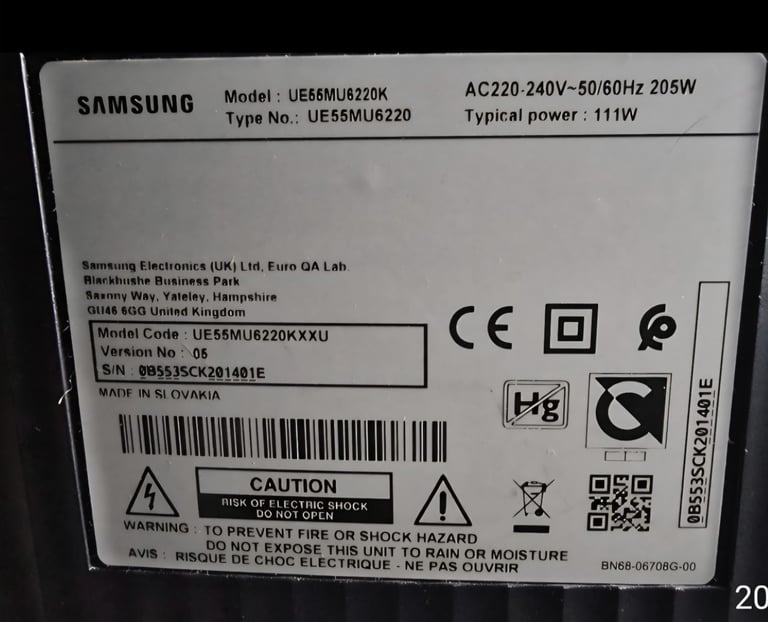 SAMSUNG
Model : UE55MU6220K
Type No.: UE55MU6220
AC220-240V~50/60Hz 205W
Typical power : 111W
Samsung Electronics (UK) Ltd, Euro QA Lab.
Blackbushe Business Park
Saxony Way, Yateley, Hampshire
GU46 6GG United Kingdom
Model Code : UE55MU6220KXXU
Version No : 05
S/N : 0B553SCK201401E
MADE IN SLOVAKIA
CE
Hg
0B553SCK201401E
CAUTION
RISK OF ELECTRIC SHOCK
DO NOT OPEN
WARNING : TO PREVENT FIRE OR SHOCK HAZARD
DO NOT EXPOSE THIS UNIT TO RAIN OR MOISTURE
AVIS : RISQUE DE CHOC ELECTRIQUE - NE PAS OUVRIR
BN68-06708G-00
20